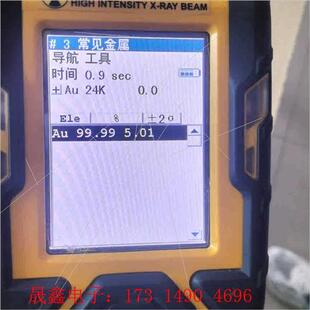 HIGH INTENSITY X-RAY BEAM
# 3 常见金属
导航 工具
时间 0.9 sec
±Au 24K 0.0
Ele % ±2σ
Au 99.99 5.01
晟鑫电子：173 1490 4696